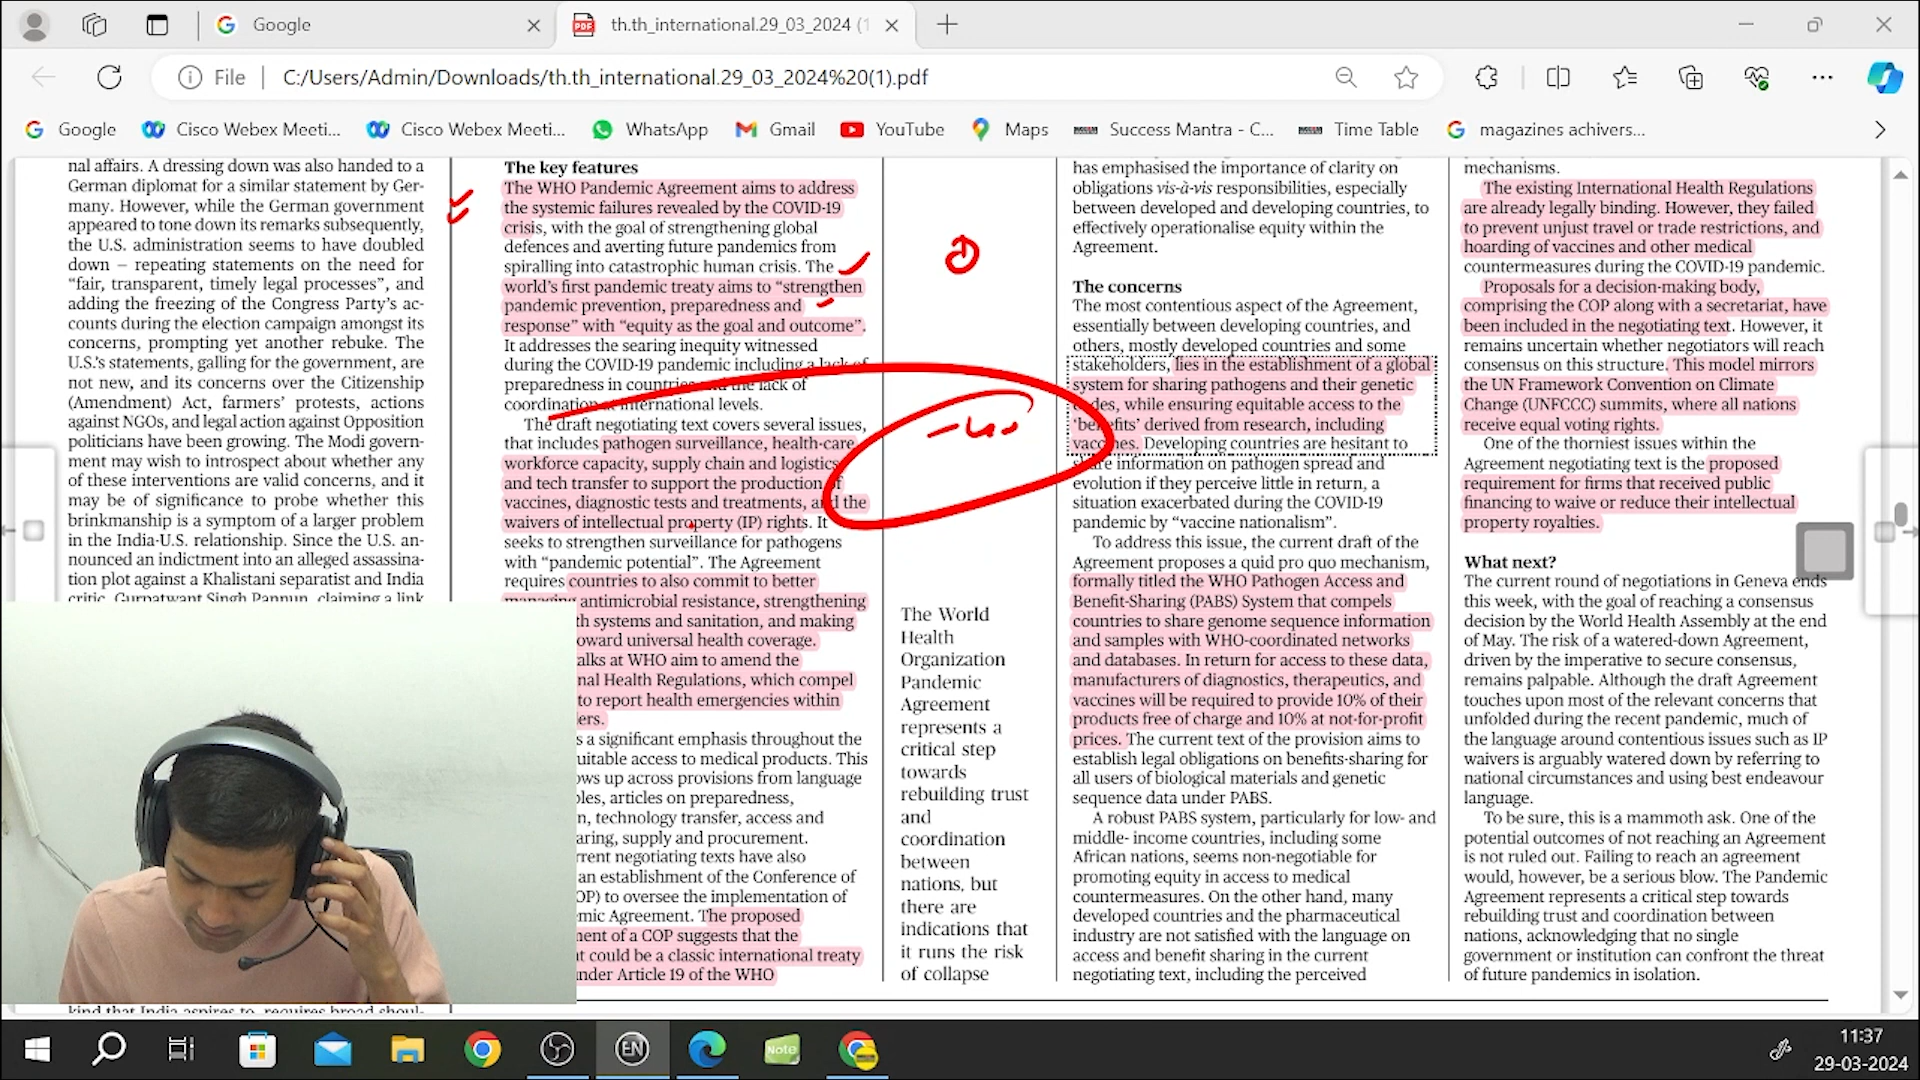 Google
th.th_international.29_03_2024 (1
File
C:/Users/Admin/Downloads/th.th_international.29_03_2024%20(1).pdf
Google
Cisco Webex Meeti...
Cisco Webex Meeti...
WhatsApp
Gmail
YouTube
Maps
Success Mantra - C...
Time Table
magazines achivers...
nal affairs. A dressing down was also handed to a
German diplomat for a similar statement by Ger-
many. However, while the German government
appeared to tone down its remarks subsequently,
the U.S. administration seems to have doubled
down – repeating statements on the need for
“fair, transparent, timely legal processes”, and
adding the freezing of the Congress Party’s ac-
counts during the election campaign amongst its
concerns, prompting yet another rebuke. The
U.S.’s statements, galling for the government, are
not new, and its concerns over the Citizenship
(Amendment) Act, farmers’ protests, actions
against NGOs, and legal action against Opposition
politicians have been growing. The Modi govern-
ment may wish to introspect about whether any
of these interventions are valid concerns, and it
may be of significance to probe whether this
brinkmanship is a symptom of a larger problem
in the India-U.S. relationship. Since the U.S. an-
nounced an indictment into an alleged assassina-
tion plot against a Khalistani separatist and India
critic, Gurpatwant Singh Pannun, claiming a link
kind that India aspires to, requires broad shoul-
The key features
The WHO Pandemic Agreement aims to address
the systemic failures revealed by the COVID-19
crisis, with the goal of strengthening global
defences and averting future pandemics from
spiralling into catastrophic human crisis. The
world’s first pandemic treaty aims to “strengthen
pandemic prevention, preparedness and
response” with “equity as the goal and outcome”.
It addresses the searing inequity witnessed
during the COVID-19 pandemic including a lack of
preparedness in countries and the lack of
coordination at international levels.
The draft negotiating text covers several issues,
that includes pathogen surveillance, health-care
workforce capacity, supply chain and logistics,
and tech transfer to support the production of
vaccines, diagnostic tests and treatments, and the
waivers of intellectual property (IP) rights. It
seeks to strengthen surveillance for pathogens
with “pandemic potential”. The Agreement
requires countries to also commit to better
managing antimicrobial resistance, strengthening
th systems and sanitation, and making
oward universal health coverage.
alks at WHO aim to amend the
nal Health Regulations, which compel
to report health emergencies within
ers.
s a significant emphasis throughout the
uitable access to medical products. This
ows up across provisions from language
les, articles on preparedness,
n, technology transfer, access and
aring, supply and procurement.
rrent negotiating texts have also
an establishment of the Conference of
OP) to oversee the implementation of
mic Agreement. The proposed
ent of a COP suggests that the
t could be a classic international treaty
nder Article 19 of the WHO
The World
Health
Organization
Pandemic
Agreement
represents a
critical step
towards
rebuilding trust
and
coordination
between
nations, but
there are
indications that
it runs the risk
of collapse
has emphasised the importance of clarity on
obligations vis-à-vis responsibilities, especially
between developed and developing countries, to
effectively operationalise equity within the
Agreement.
The concerns
The most contentious aspect of the Agreement,
essentially between developing countries, and
others, mostly developed countries and some
stakeholders, lies in the establishment of a global
system for sharing pathogens and their genetic
codes, while ensuring equitable access to the
‘benefits’ derived from research, including
vaccines. Developing countries are hesitant to
share information on pathogen spread and
evolution if they perceive little in return, a
situation exacerbated during the COVID-19
pandemic by “vaccine nationalism”.
To address this issue, the current draft of the
Agreement proposes a quid pro quo mechanism,
formally titled the WHO Pathogen Access and
Benefit-Sharing (PABS) System that compels
countries to share genome sequence information
and samples with WHO-coordinated networks
and databases. In return for access to these data,
manufacturers of diagnostics, therapeutics, and
vaccines will be required to provide 10% of their
products free of charge and 10% at not-for-profit
prices. The current text of the provision aims to
establish legal obligations on benefits-sharing for
all users of biological materials and genetic
sequence data under PABS.
A robust PABS system, particularly for low- and
middle- income countries, including some
African nations, seems non-negotiable for
promoting equity in access to medical
countermeasures. On the other hand, many
developed countries and the pharmaceutical
industry are not satisfied with the language on
access and benefit sharing in the current
negotiating text, including the perceived
mechanisms.
The existing International Health Regulations
are already legally binding. However, they failed
to prevent unjust travel or trade restrictions, and
hoarding of vaccines and other medical
countermeasures during the COVID-19 pandemic.
Proposals for a decision-making body,
comprising the COP along with a secretariat, have
been included in the negotiating text. However, it
remains uncertain whether negotiators will reach
consensus on this structure. This model mirrors
the UN Framework Convention on Climate
Change (UNFCCC) summits, where all nations
receive equal voting rights.
One of the thorniest issues within the
Agreement negotiating text is the proposed
requirement for firms that received public
financing to waive or reduce their intellectual
property royalties.
What next?
The current round of negotiations in Geneva ends
this week, with the goal of reaching a consensus
decision by the World Health Assembly at the end
of May. The risk of a watered-down Agreement,
driven by the imperative to secure consensus,
remains palpable. Although the draft Agreement
touches upon most of the relevant concerns that
unfolded during the recent pandemic, much of
the language around contentious issues such as IP
waivers is arguably watered down by referring to
national circumstances and using best endeavour
language.
To be sure, this is a mammoth ask. One of the
potential outcomes of not reaching an Agreement
is not ruled out. Failing to reach an agreement
would, however, be a serious blow. The Pandemic
Agreement represents a critical step towards
rebuilding trust and coordination between
nations, acknowledging that no single
government or institution can confront the threat
of future pandemics in isolation.
EN
Note
11:37
29-03-2024